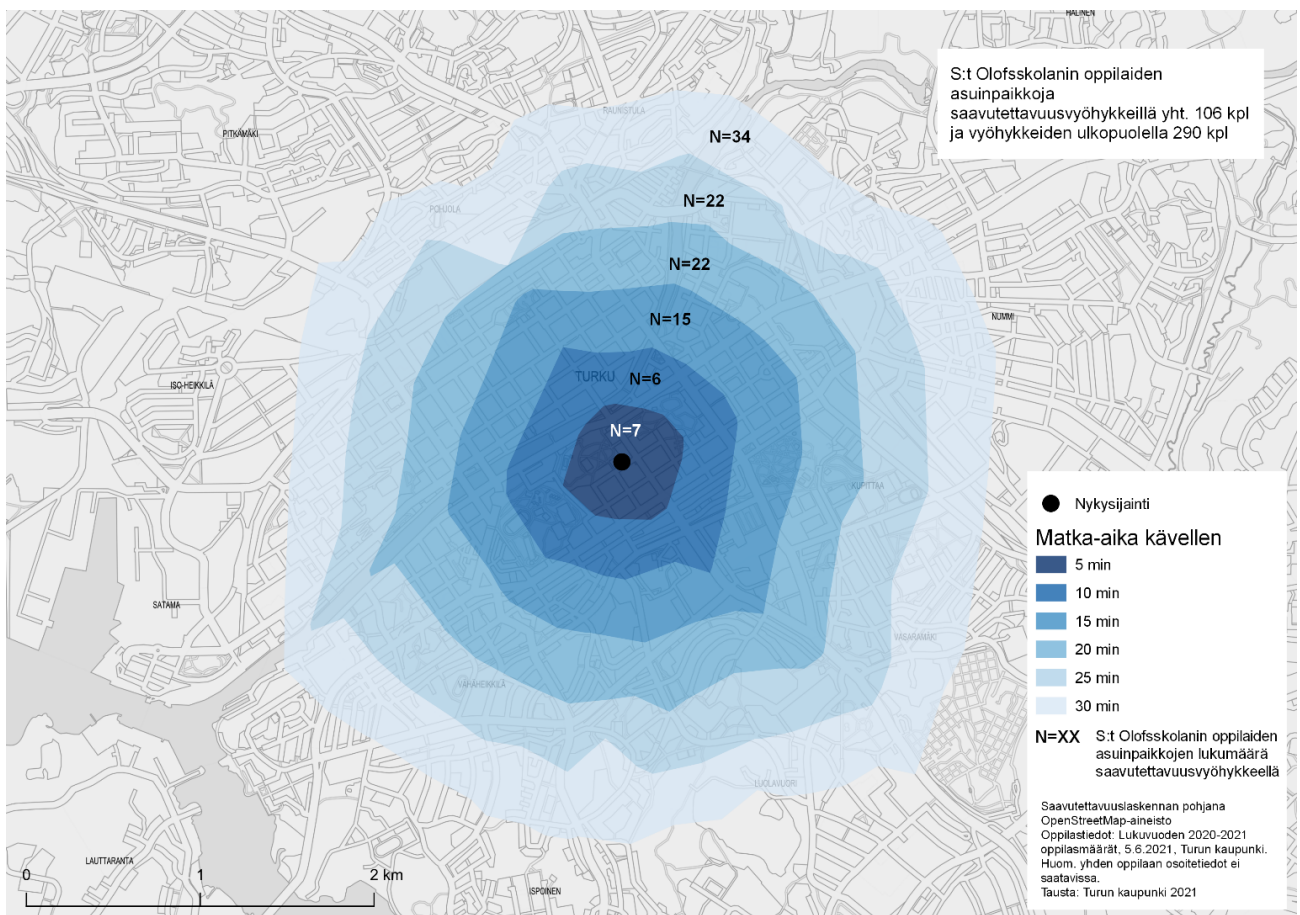 HALINEN
S:t Olofsskolanin oppilaiden
asuinpaikkoja
saavutettavuusvyöhykkeillä yht. 106 kpl
ja vyöhykkeiden ulkopuolella 290 kpl
RAUNISTULA
PITKÄMÄKI
N=34
N=22
POHJOLA
N=22
NUMMI
N=15
ISO-HEIKKILÄ
TURKU
N=6
N=7
KUPITTAA
SATAMA
VASARAMÄKI
VÄHÄHEIKKILÄ
LUOLAVUORI
LAUTTARANTA
ISPOINEN
0
1
2 km
Nykysijainti
Matka-aika kävellen
5 min
10 min
15 min
20 min
25 min
30 min
N=XX S:t Olofsskolanin oppilaiden
asuinpaikkojen lukumäärä
saavutettavuusvyöhykkeellä
Saavutettavuuslaskennan pohjana
OpenStreetMap-aineisto
Oppilastiedot: Lukuvuoden 2020-2021
oppilasmäärät, 5.6.2021, Turun kaupunki.
Huom, yhden oppilaan osoitetiedot ei
saatavissa.
Tausta: Turun kaupunki 2021